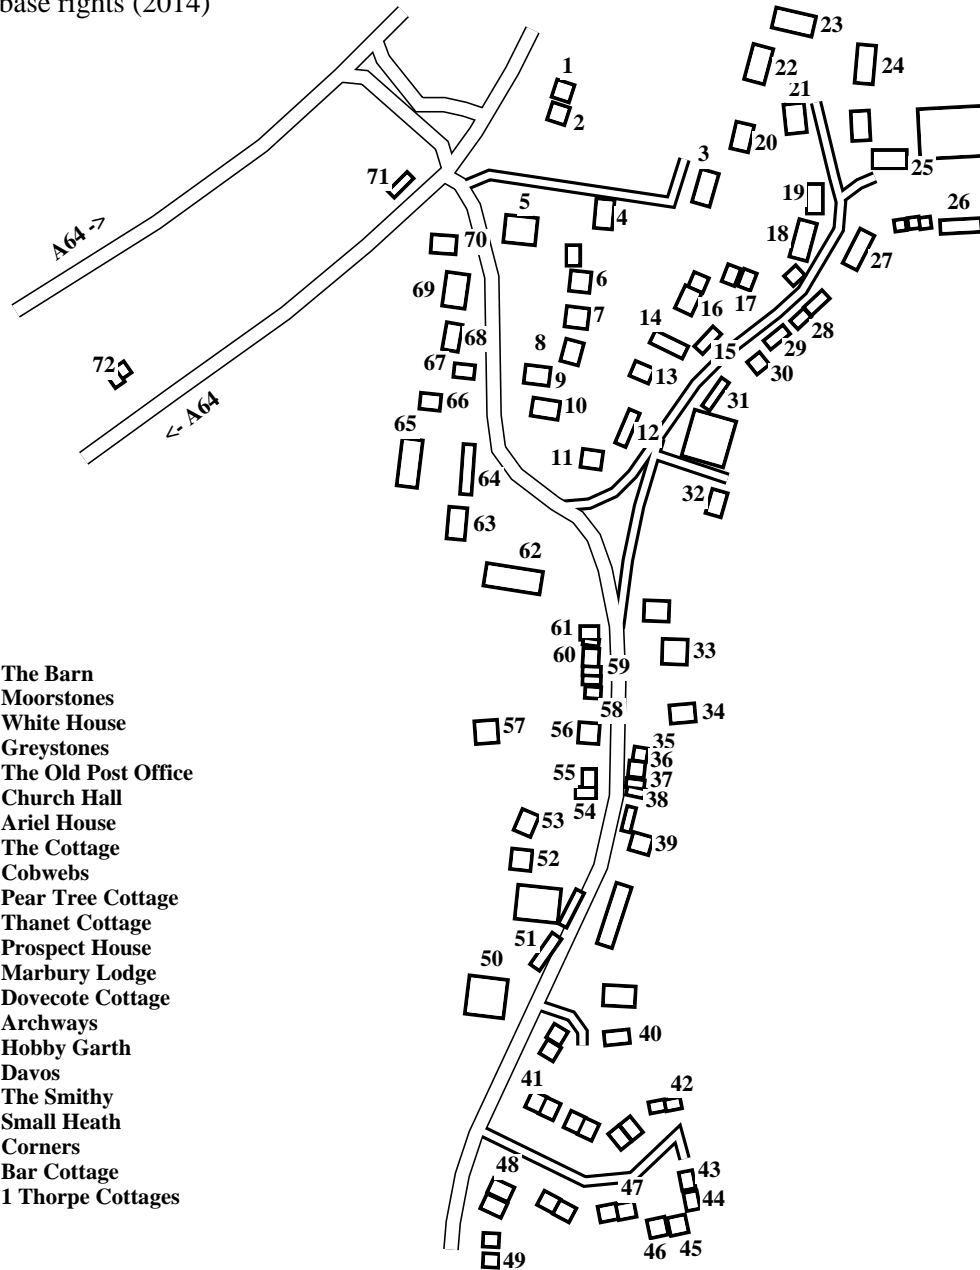 base rights (2014)
23
1
22
24
21
2
20
3
25
71
19
5
4
26
A64 ->
70
18
27
69
6
16
17
7
14
28
68
8
15
29
67
13
30
72
9
66
10
31
<- A64
65
12
11
64
32
63
62
61
60
59
33
The Barn
Moorstones
58
34
White House
57
56
35
Greystones
36
The Old Post Office
55
37
Church Hall
38
54
Ariel House
53
39
The Cottage
52
Cobwebs
Pear Tree Cottage
Thanet Cottage
51
Prospect House
50
Marbury Lodge
Dovecote Cottage
Archways
40
Hobby Garth
Davos
41
42
The Smithy
Small Heath
Corners
48
43
Bar Cottage
47
1 Thorpe Cottages
44
46
45
49